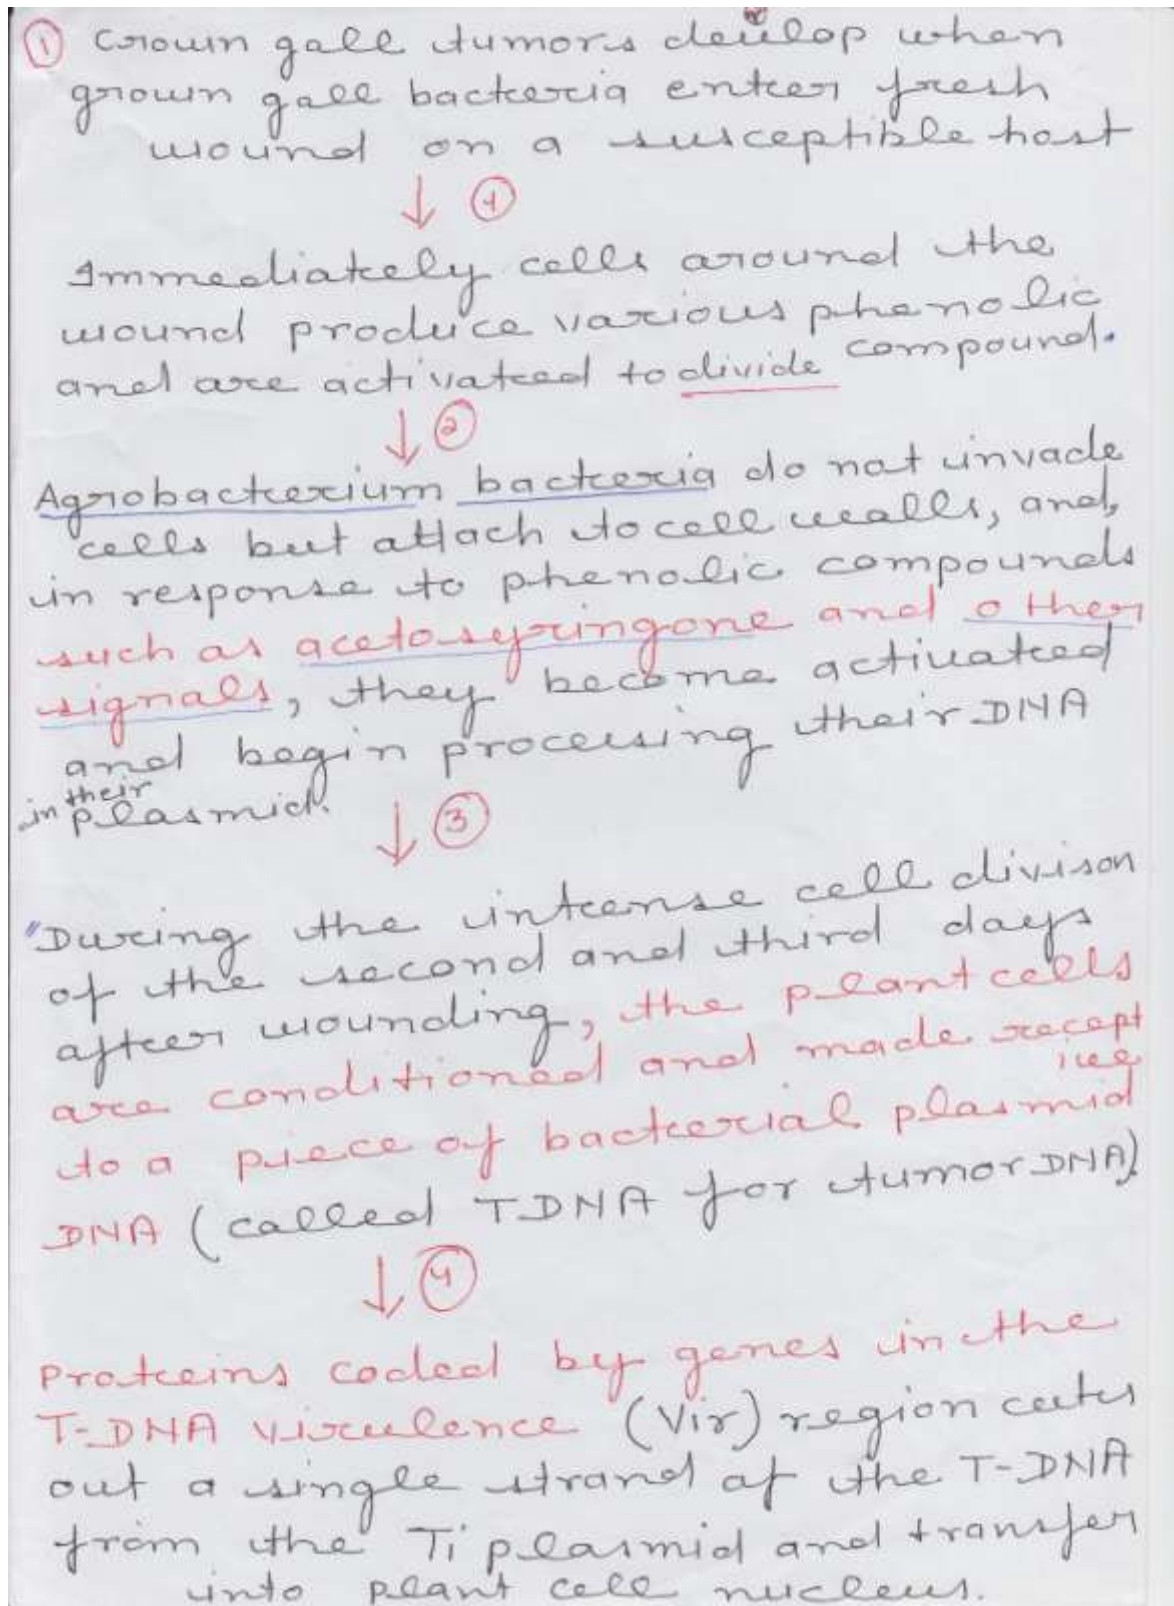 ① Crown gall tumors develop when
grown gall bacteria enter fresh
wound on a susceptible host
↓ ①
Immediately cells around the
wound produce various phenolic
and are activated to divide compound.
↓ ②
Agrobacterium bacteria do not invade
cells but attach to cell walls, and,
in response to phenolic compounds
such as acetosyringone and other
signals, they become activated
and begin processing their DNA
in their plasmid.
↓ ③
"During the intense cell divison
of the second and third days
after wounding, the plant cells
are conditioned and made recept
ive
to a piece of bacterial plasmid
DNA (called TDNA for tumor DNA)
↓ ④
Proteins coded by genes in the
T-DNA virulence (Vir) region cuts
out a single strand of the T-DNA
from the Ti plasmid and transfer
into plant cell nucleus.